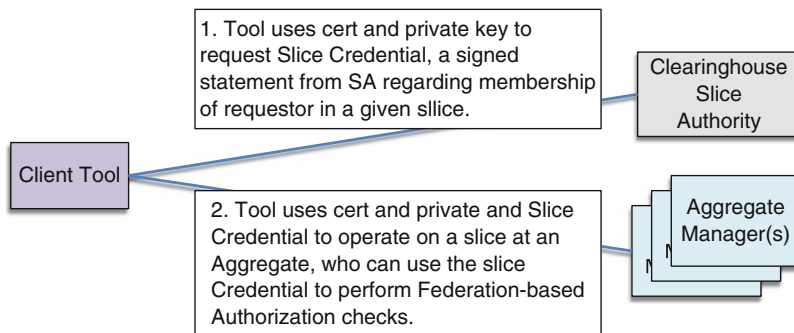 1. Tool uses cert and private key to
request Slice Credential, a signed
statement from SA regarding membership
of requestor in a given sllice.
Clearinghouse
Slice
Authority
Client Tool
2. Tool uses cert and private and Slice
Credential to operate on a slice at an
Aggregate, who can use the slice
Credential to perform Federation-based
Authorization checks.
Aggregate
Manager(s)